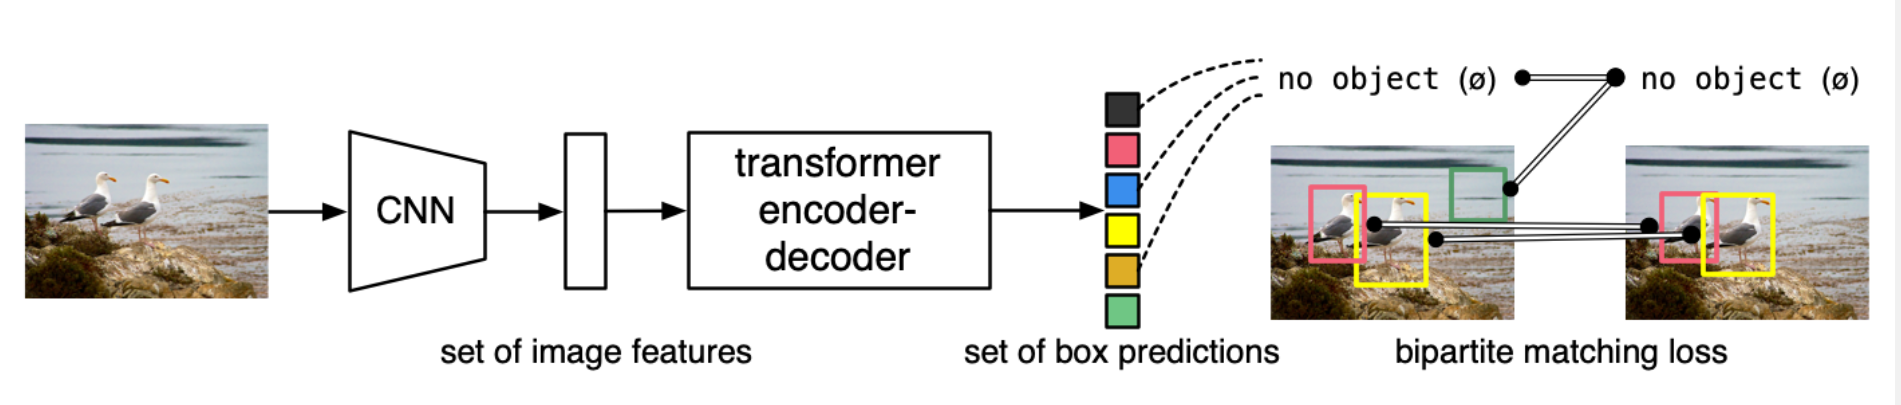 no object (ø)
no object (ø)
CNN
transformer
encoder-
decoder
set of image features
set of box predictions
bipartite matching loss